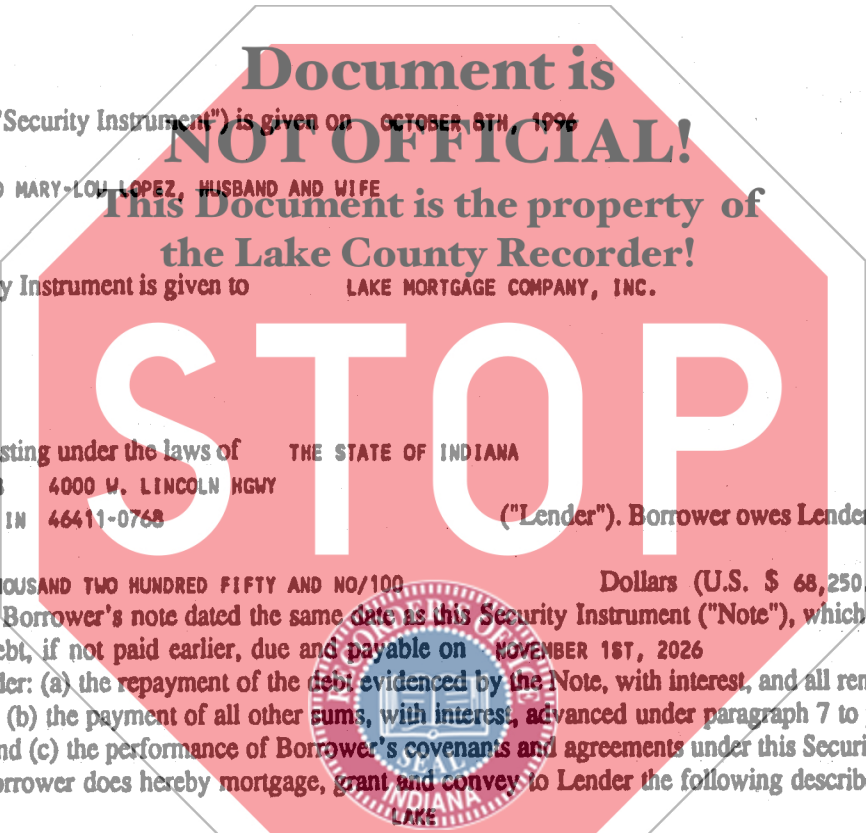 Document is
"Security Instrument") is given on OCTOBER 8TH, 1996
NOT OFFICIAL!
MARY-LOU LOPEZ, HUSBAND AND WIFE
This Document is the property of
the Lake County Recorder!
y Instrument is given to LAKE MORTGAGE COMPANY, INC.
STOP
sting under the laws of THE STATE OF INDIANA
4000 W. LINCOLN HGWY
IN 46411-0768 ("Lender"). Borrower owes Lender
HOUSAND TWO HUNDRED FIFTY AND NO/100 Dollars (U.S. $ 68,250.
Borrower's note dated the same date as this Security Instrument ("Note"), which
ebt, if not paid earlier, due and payable on NOVEMBER 1ST, 2026
der: (a) the repayment of the debt evidenced by the Note, with interest, and all ren
(b) the payment of all other sums, with interest, advanced under paragraph 7 to
nd (c) the performance of Borrower's covenants and agreements under this Securi
orrower does hereby mortgage, grant and convey to Lender the following describ
LAKE
RECORDER'S OFFICE
SEAL
INDIANA